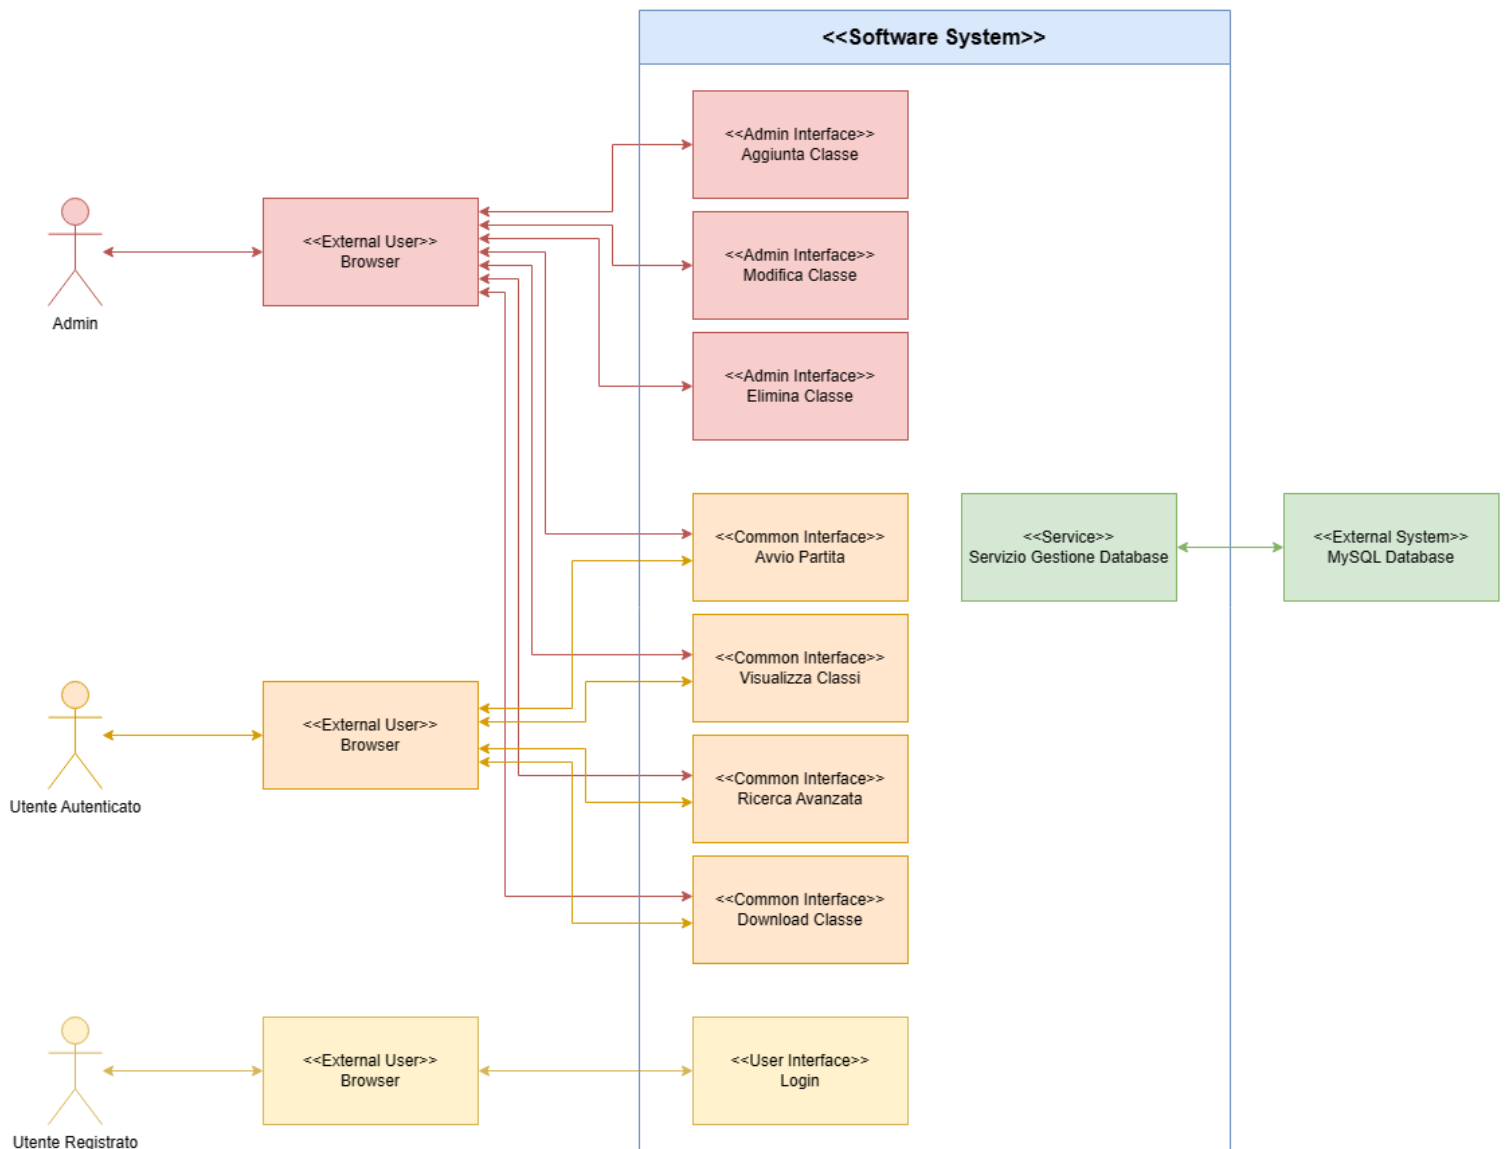 <<Software System>>
<<Admin Interface>>
Aggiunta Classe
<<External User>>
Browser
Admin
<<Admin Interface>>
Modifica Classe
<<Admin Interface>>
Elimina Classe
<<Common Interface>>
Avvio Partita
<<Service>>
Servizio Gestione Database
<<External System>>
MySQL Database
<<Common Interface>>
Visualizza Classi
<<External User>>
Browser
Utente Autenticato
<<Common Interface>>
Ricerca Avanzata
<<Common Interface>>
Download Classe
<<External User>>
Browser
<<User Interface>>
Login
Utente Registrato